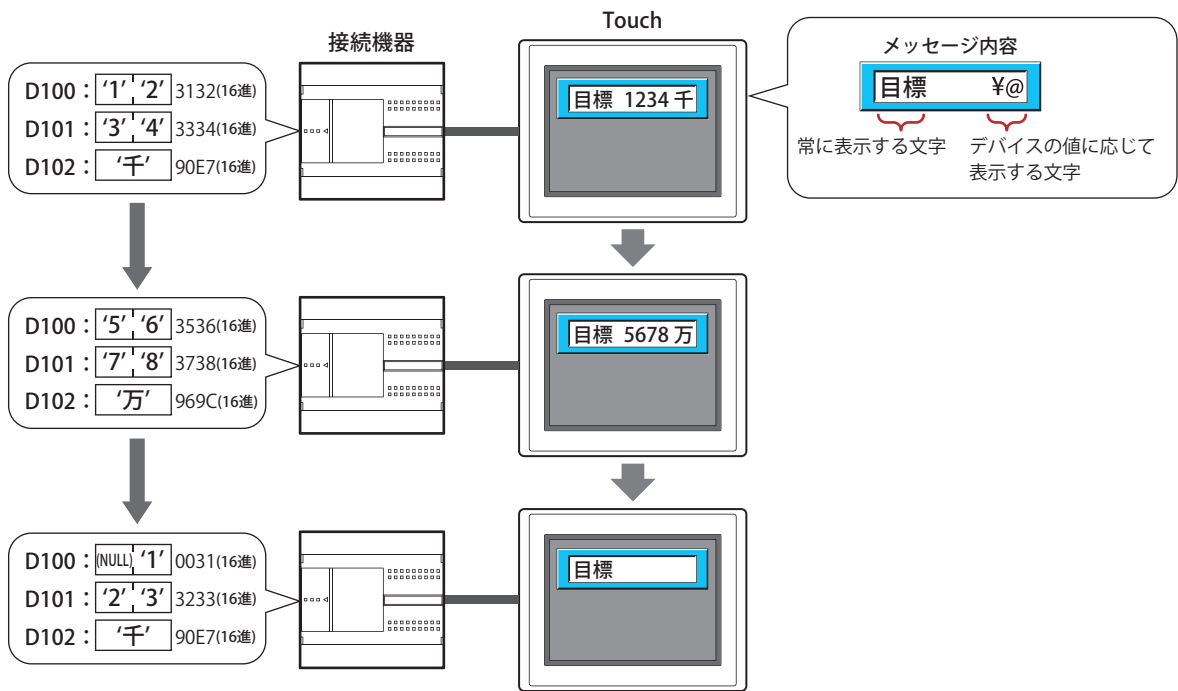 接続機器
Touch
D100：'1' '2' 3132(16進)
D101：'3' '4' 3334(16進)
D102：'千' 90E7(16進)
目標 1234 千
メッセージ内容
目標 ¥@
常に表示する文字
デバイスの値に応じて
表示する文字
D100：'5' '6' 3536(16進)
D101：'7' '8' 3738(16進)
D102：'万' 969C(16進)
目標 5678 万
D100：(NULL) '1' 0031(16進)
D101：'2' '3' 3233(16進)
D102：'千' 90E7(16進)
目標